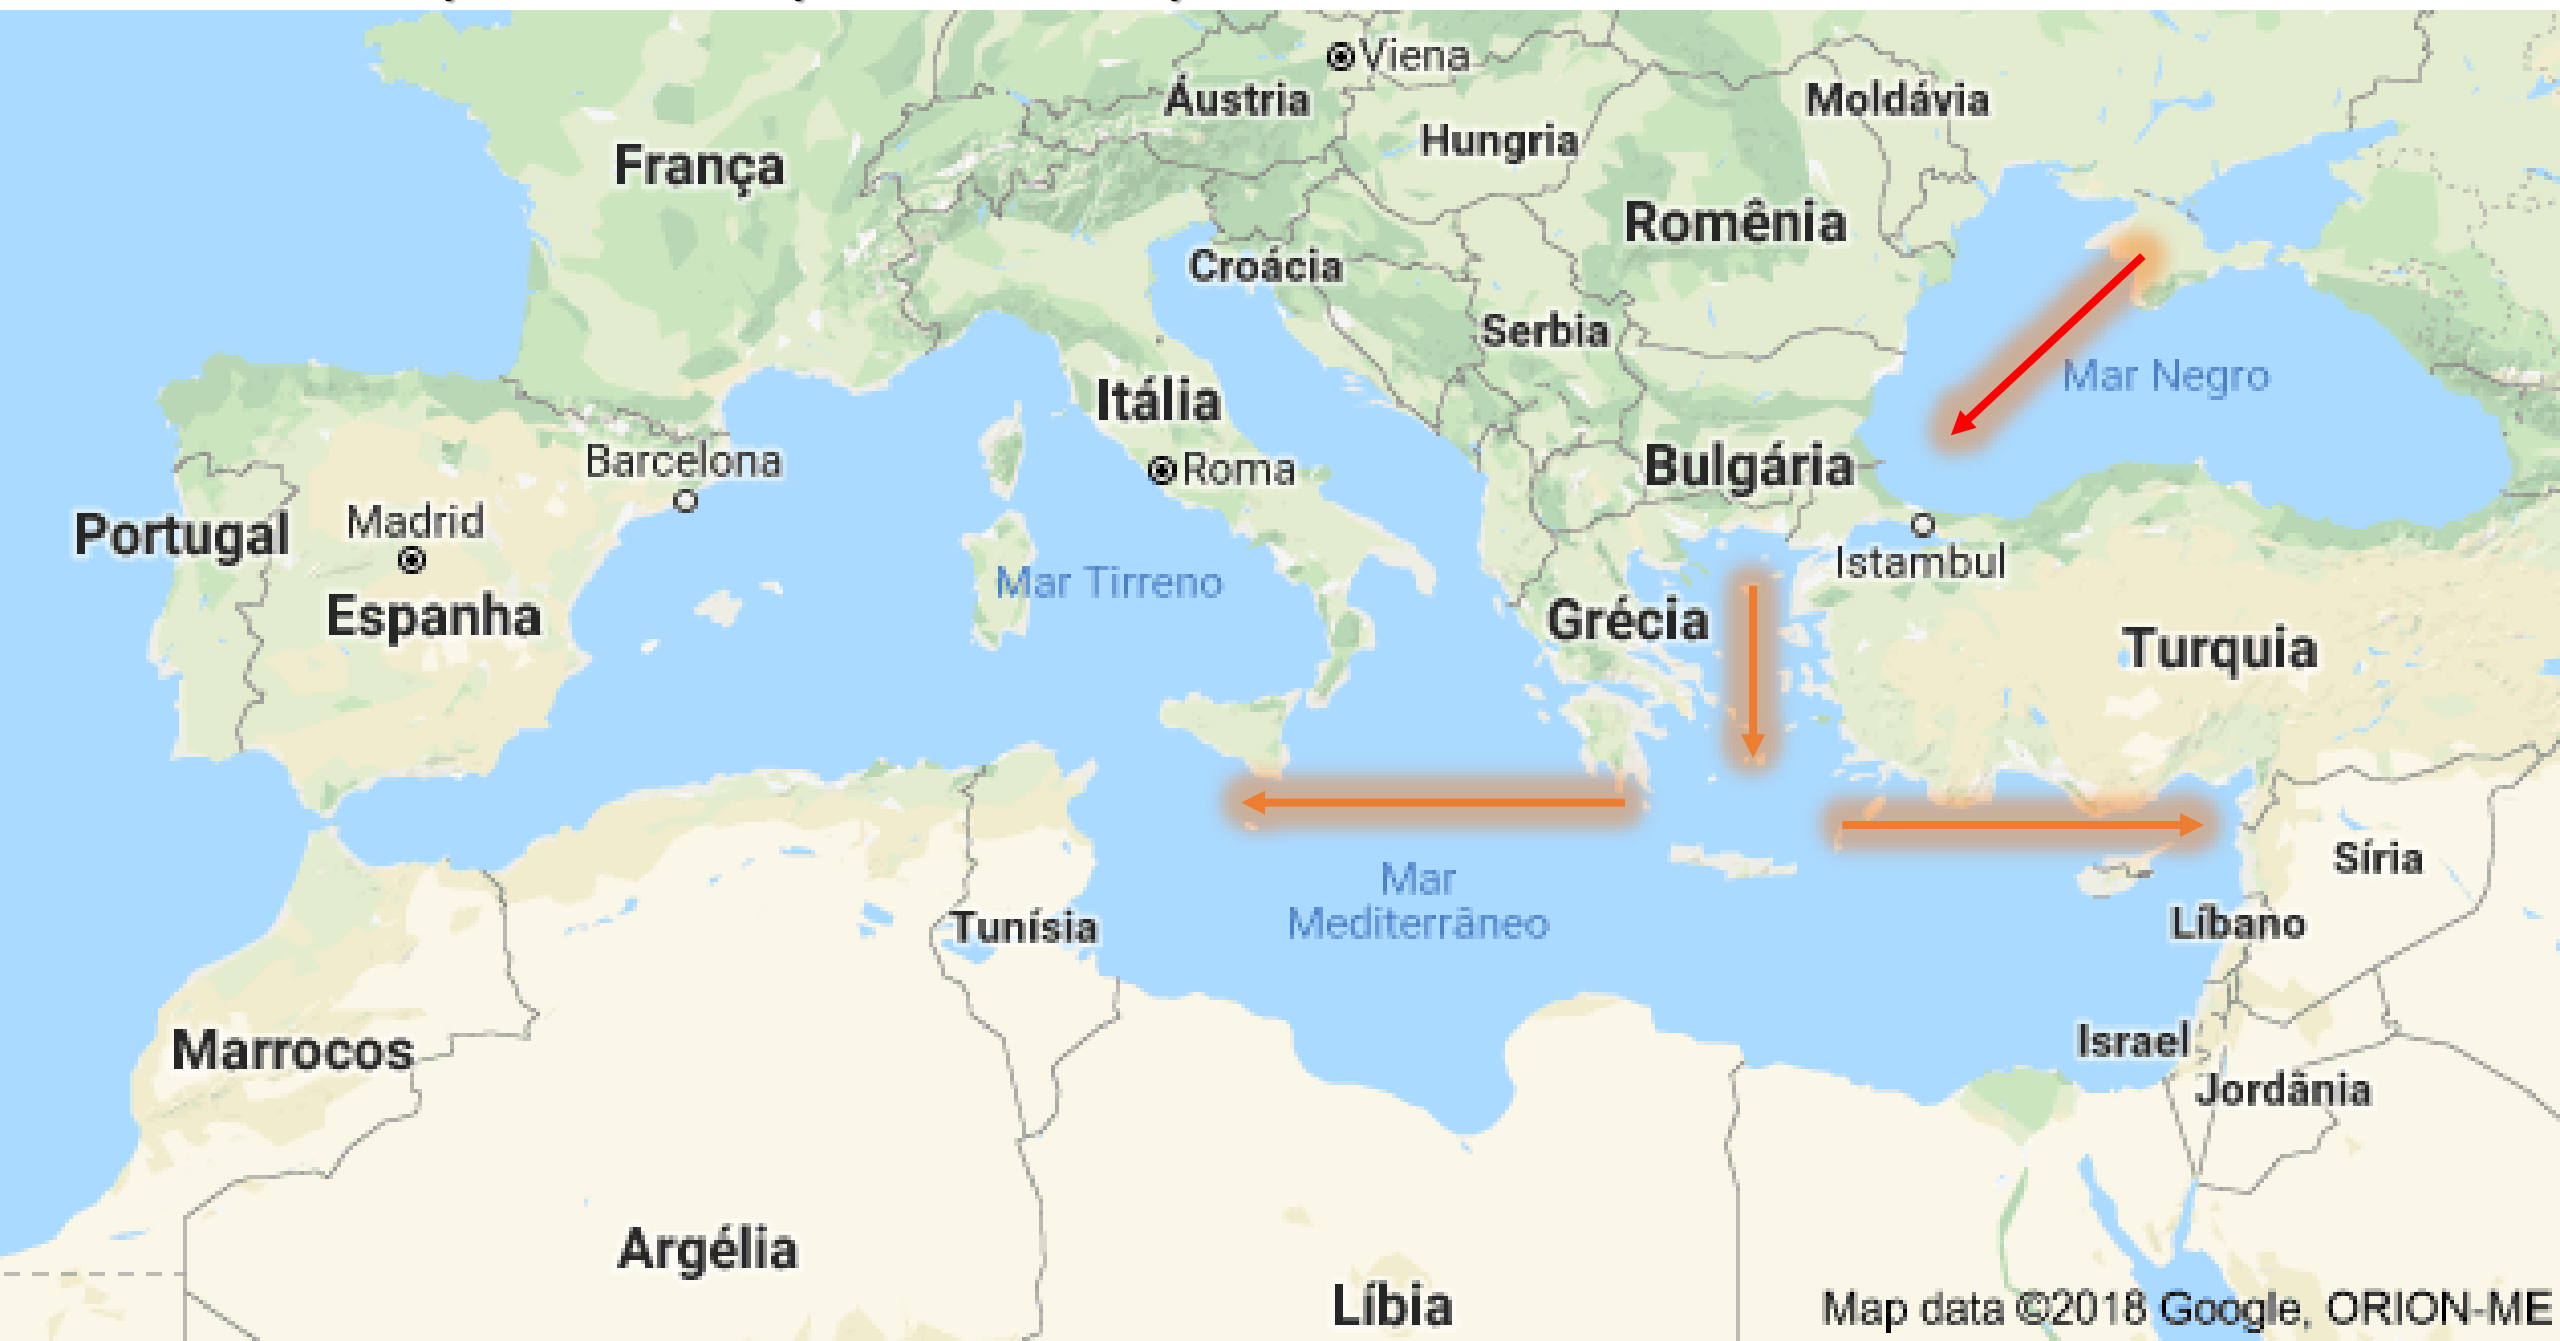 Viena
Áustria
Moldávia
Hungria
França
Romênia
Croácia
Serbia
Mar Negro
Itália
Barcelona
Roma
Bulgária
Madrid
Portugal
Istambul
Mar Tirreno
Espanha
Grécia
Turquia
Síria
Mar
Mediterrâneo
Tunísia
Líbano
Israel
Marrocos
Jordânia
Argélia
Líbia
Map data ©2018 Google, ORION-ME